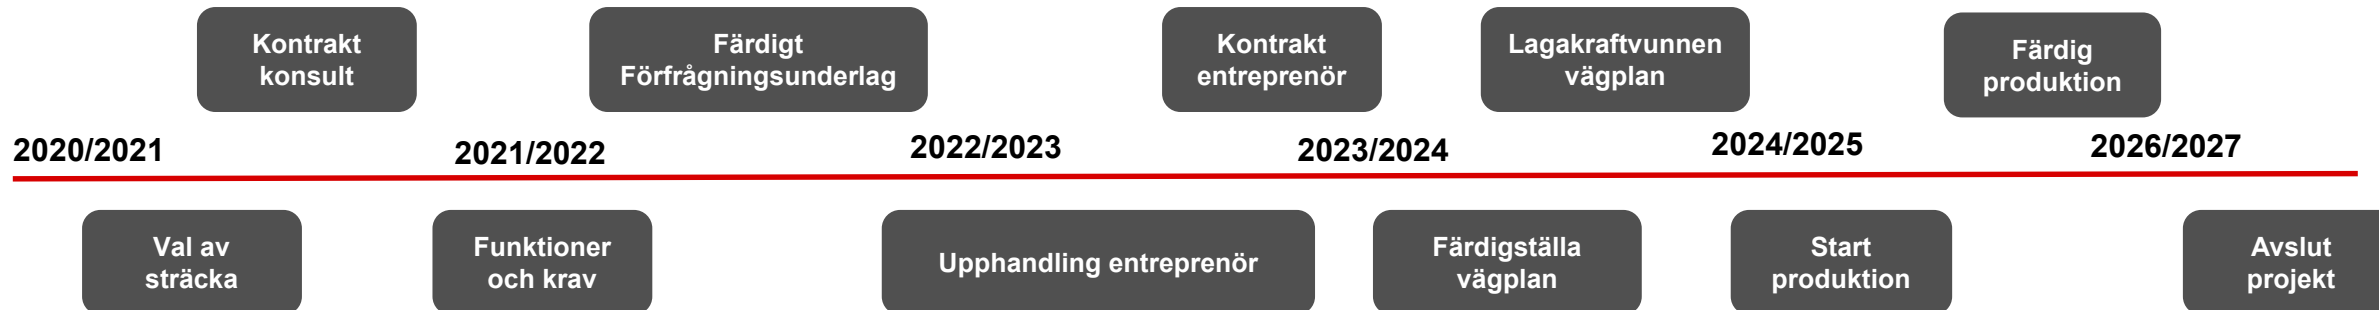 Kontrakt
konsult
Färdigt
Förfrågningsunderlag
Kontrakt
entreprenör
Lagakraftvunnen
vägplan
Färdig
produktion
2020/2021
2021/2022
2022/2023
2023/2024
2024/2025
2026/2027
Val av
sträcka
Funktioner
och krav
Upphandling entreprenör
Färdigställa
vägplan
Start
produktion
Avslut
projekt